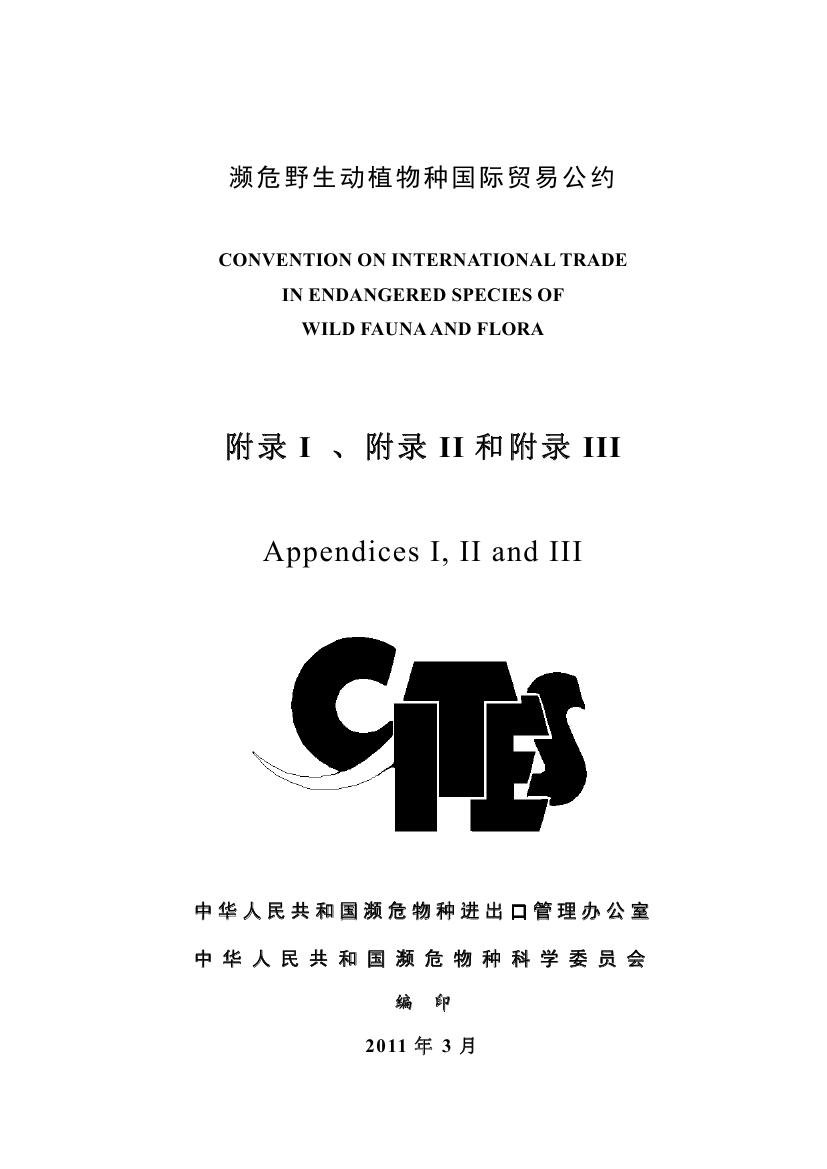 濒危野生动植物种国际贸易公约
CONVENTION ON INTERNATIONAL TRADE
IN ENDANGERED SPECIES OF
WILD FAUNA AND FLORA
附录 I 、附录 II 和附录 III
Appendices I, II and III
CITES
中华人民共和国濒危物种进出口管理办公室
中华人民共和国濒危物种科学委员会
编 印
2011 年 3 月